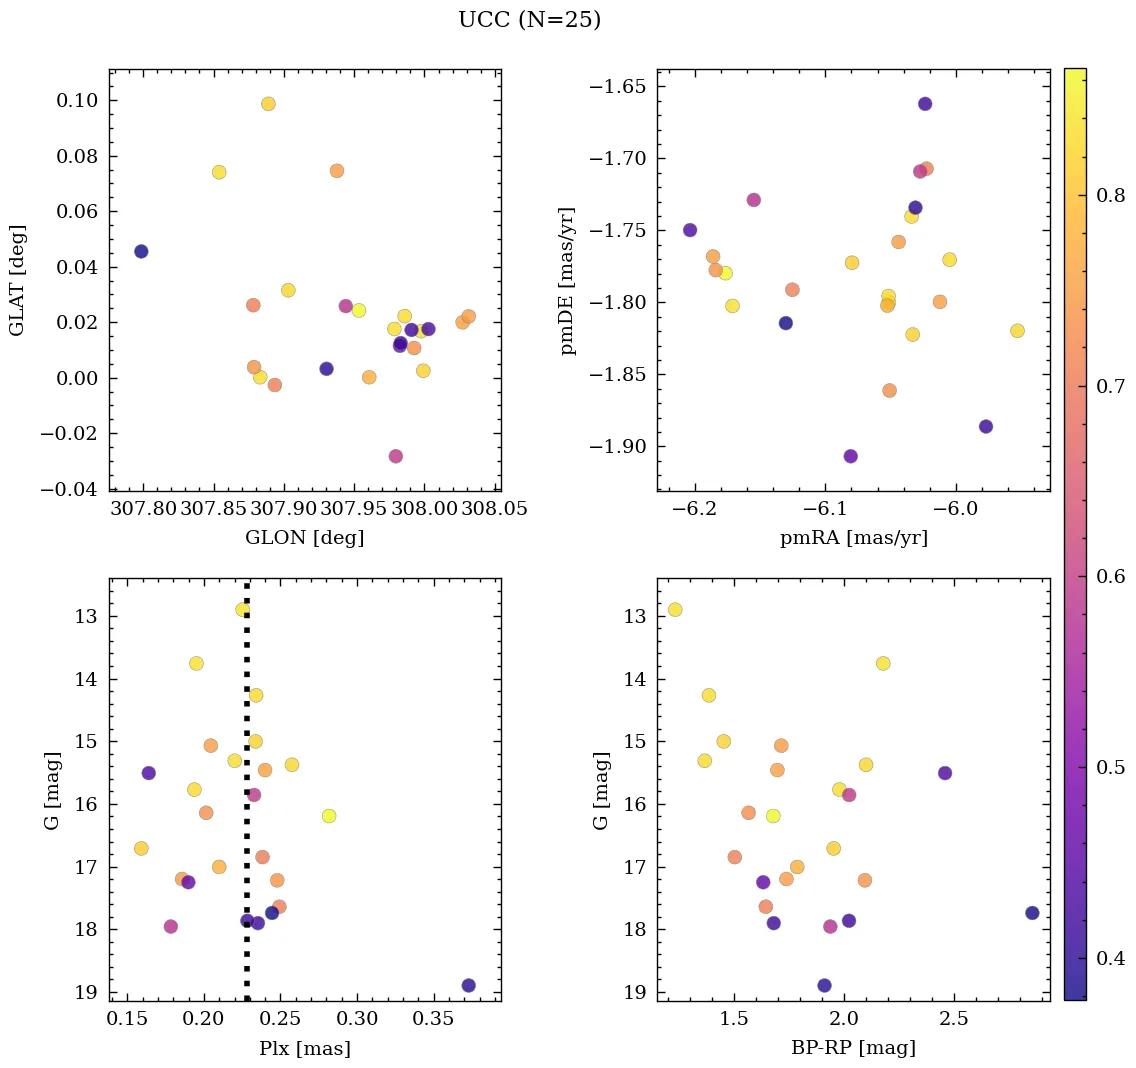 UCC (N=25)
0.10
0.08
0.06
0.04
0.02
0.00
−0.02
−0.04
GLAT [deg]
307.80 307.85 307.90 307.95 308.00 308.05
GLON [deg]
−1.65
−1.70
−1.75
−1.80
−1.85
−1.90
pmDE [mas/yr]
−6.2 −6.1 −6.0
pmRA [mas/yr]
13
14
15
16
17
18
19
G [mag]
0.15 0.20 0.25 0.30 0.35
Plx [mas]
13
14
15
16
17
18
19
G [mag]
1.5 2.0 2.5
BP-RP [mag]
0.8
0.7
0.6
0.5
0.4